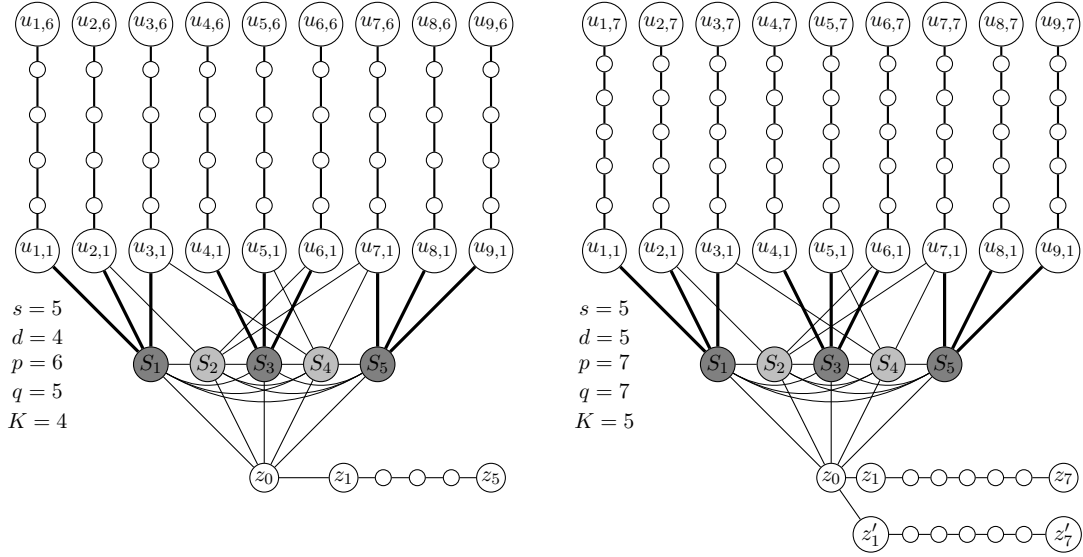 u1,6 u2,6 u3,6 u4,6 u5,6 u6,6 u7,6 u8,6 u9,6
u1,1 u2,1 u3,1 u4,1 u5,1 u6,1 u7,1 u8,1 u9,1
s = 5
d = 4
p = 6
q = 5
K = 4
S1 S2 S3 S4 S5
z0 z1 z5
u1,7 u2,7 u3,7 u4,7 u5,7 u6,7 u7,7 u8,7 u9,7
u1,1 u2,1 u3,1 u4,1 u5,1 u6,1 u7,1 u8,1 u9,1
s = 5
d = 5
p = 7
q = 7
K = 5
S1 S2 S3 S4 S5
z0 z1 z7
z′1 z′7